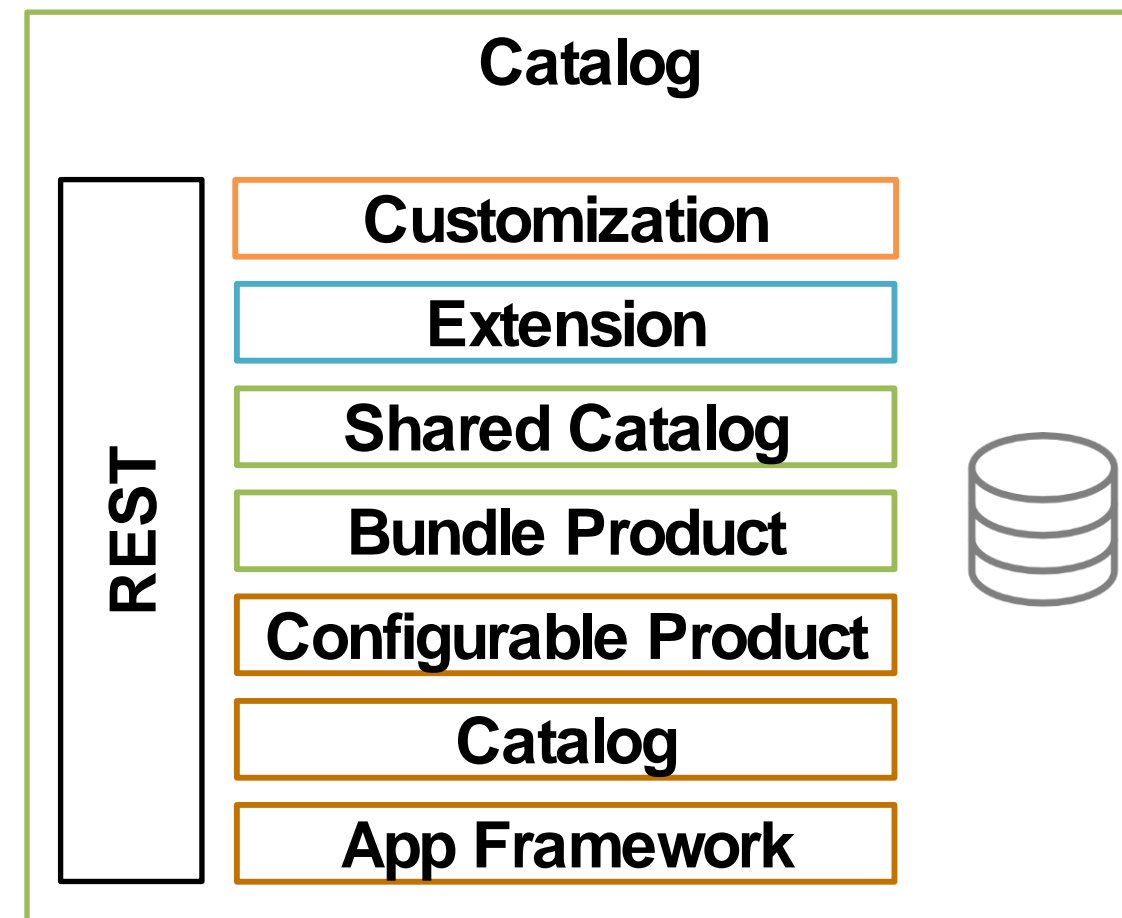 Catalog
REST
Customization
Extension
Shared Catalog
Bundle Product
Configurable Product
Catalog
App Framework